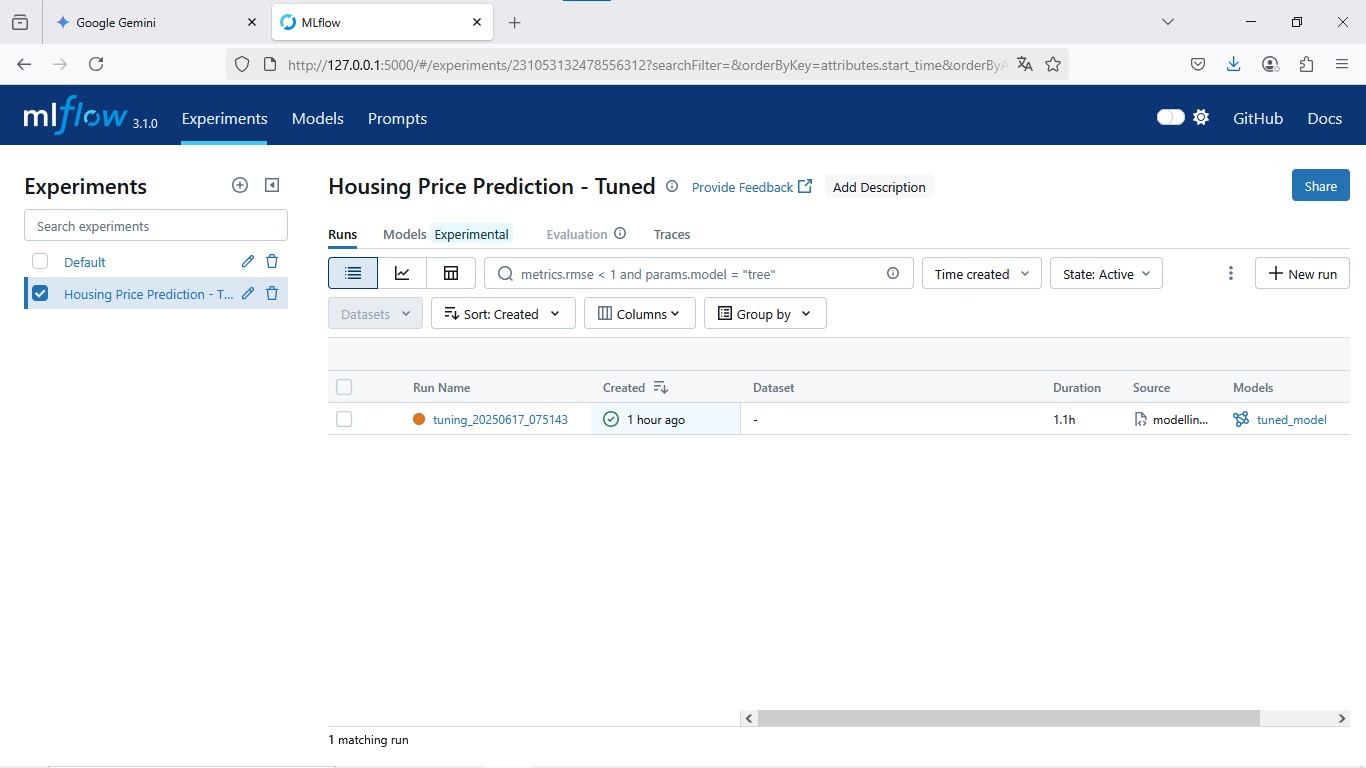 Google Gemini
MLflow
http://127.0.0.1:5000/#/experiments/231053132478556312?searchFilter=&orderByKey=attributes.start_time&orderByA
mlflow 3.1.0 Experiments Models Prompts GitHub Docs
Experiments
Search experiments
Default
Housing Price Prediction - T...
Housing Price Prediction - Tuned Provide Feedback Add Description Share
Runs Models Experimental Evaluation Traces
metrics.rmse < 1 and params.model = "tree" Time created State: Active New run
Datasets Sort: Created Columns Group by
Run Name Created Dataset Duration Source Models
tuning_20250617_075143 1 hour ago - 1.1h modellin... tuned_model
1 matching run